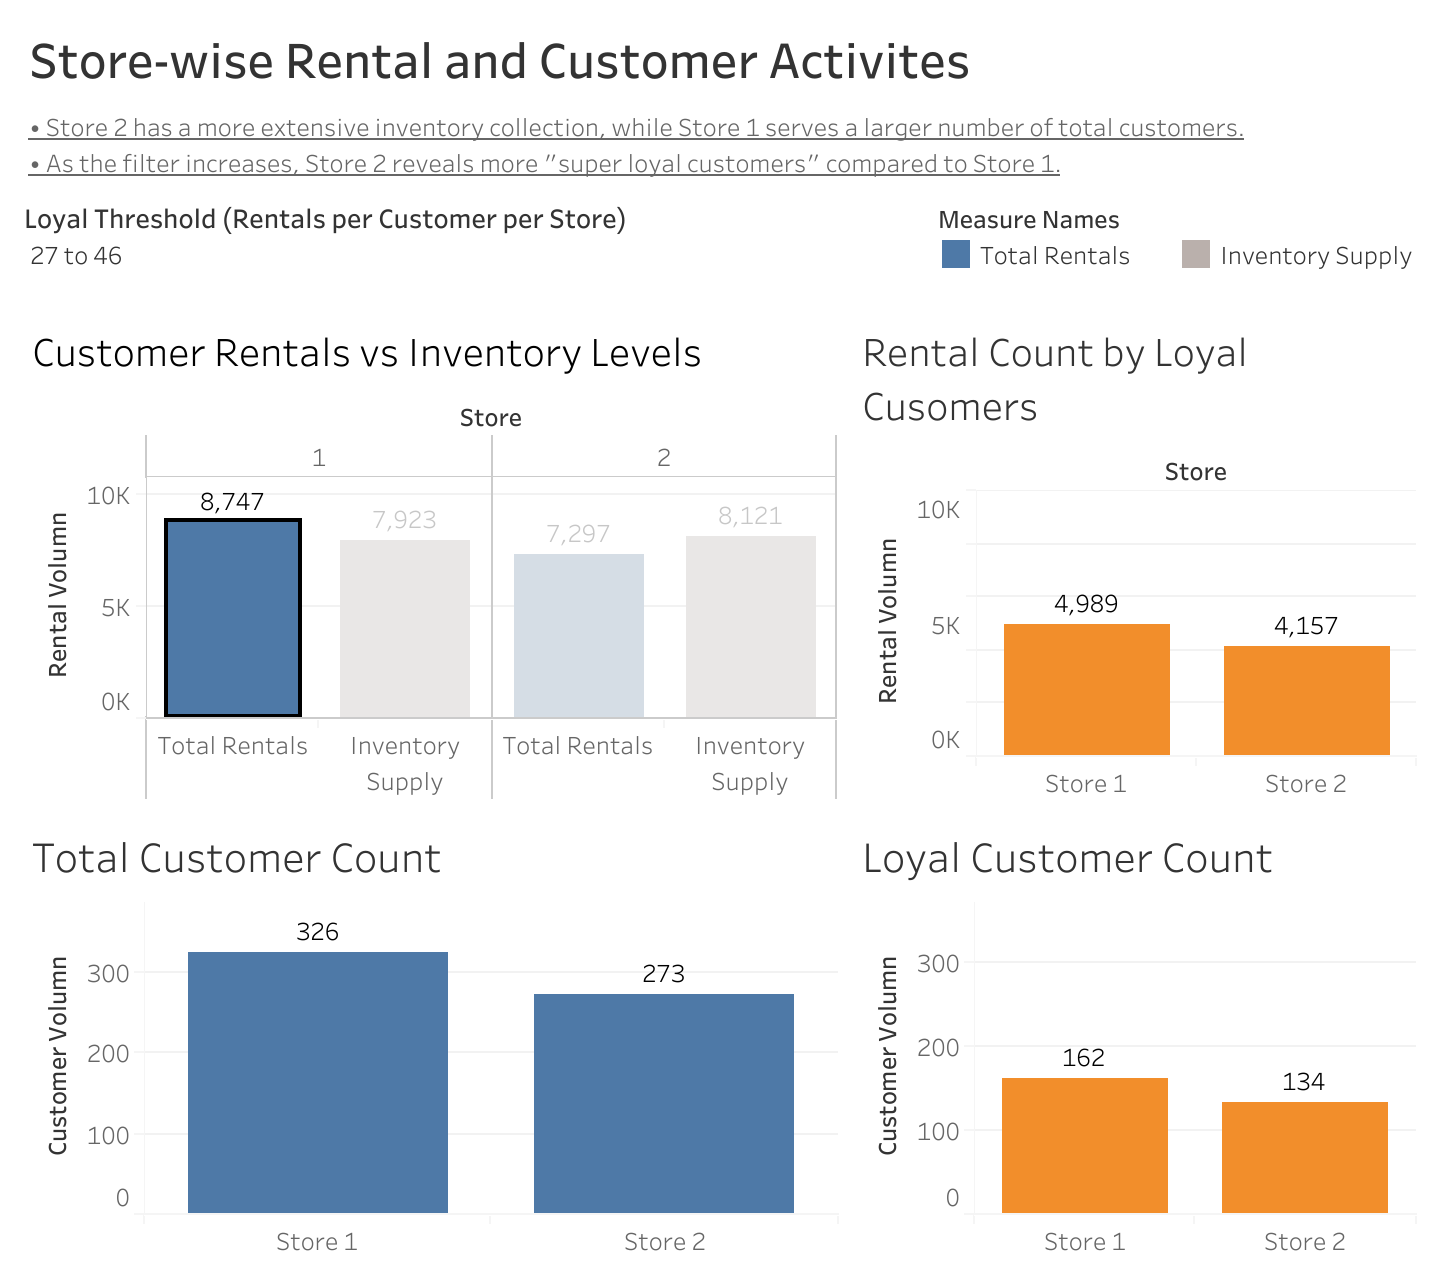 Store-wise Rental and Customer Activites
• Store 2 has a more extensive inventory collection, while Store 1 serves a larger number of total customers.
• As the filter increases, Store 2 reveals more "super loyal customers" compared to Store 1.
Loyal Threshold (Rentals per Customer per Store)
27 to 46
Measure Names
Total Rentals
Inventory Supply
Customer Rentals vs Inventory Levels
Store
1
2
Rental Volumn
10K
5K
0K
8,747
7,923
7,297
8,121
Total Rentals
Inventory
Supply
Total Rentals
Inventory
Supply
Rental Count by Loyal
Cusomers
Store
Rental Volumn
10K
5K
0K
4,989
4,157
Store 1
Store 2
Total Customer Count
Customer Volumn
300
200
100
0
326
273
Store 1
Store 2
Loyal Customer Count
Customer Volumn
300
200
100
0
162
134
Store 1
Store 2